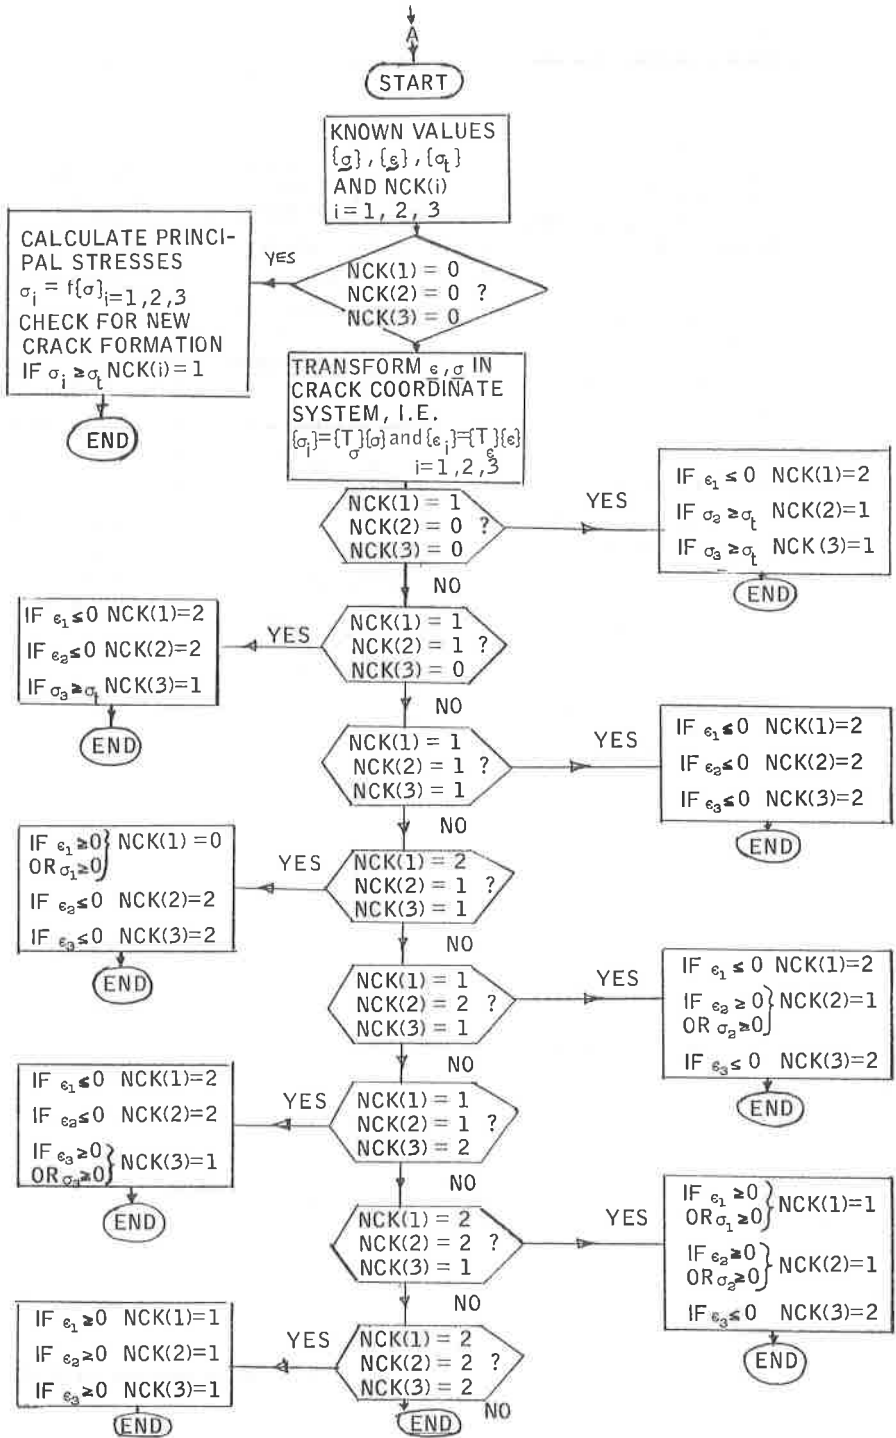 A
START
KNOWN VALUES
{σ}, {ε}, {σt}
AND NCK(i)
i = 1, 2, 3
NCK(1) = 0
NCK(2) = 0 ?
NCK(3) = 0
YES
CALCULATE PRINCI-
PAL STRESSES
σi = f{σ}i=1,2,3
CHECK FOR NEW
CRACK FORMATION
IF σi ≥σt NCK(i) = 1
END
TRANSFORM ε, σ IN
CRACK COORDINATE
SYSTEM, I.E.
{σi}={Tσ}{σ} and {εi}={Tε}{ε}
i=1,2,3
NCK(1) = 1
NCK(2) = 0 ?
NCK(3) = 0
YES
IF ε1 ≤ 0 NCK(1)=2
IF σ2 ≥σt NCK(2)=1
IF σ3 ≥σt NCK(3)=1
END
NO
NCK(1) = 1
NCK(2) = 1 ?
NCK(3) = 0
YES
IF ε1 ≤0 NCK(1)=2
IF ε2 ≤0 NCK(2)=2
IF σ3 ≥σt NCK(3)=1
END
NO
NCK(1) = 1
NCK(2) = 1 ?
NCK(3) = 1
YES
IF ε1 ≤0 NCK(1)=2
IF ε2≤0 NCK(2)=2
IF ε3≤0 NCK(3)=2
END
NO
NCK(1) = 2
NCK(2) = 1 ?
NCK(3) = 1
YES
IF ε1 ≥0} NCK(1) =0
OR σ1≥0
IF ε2≤0 NCK(2)=2
IF ε3≤0 NCK(3)=2
END
NO
NCK(1) = 1
NCK(2) = 2 ?
NCK(3) = 1
YES
IF ε1 ≤0 NCK(1)=2
IF ε2 ≥ 0} NCK(2)=1
OR σ2≥0
IF ε3≤ 0 NCK(3)=2
END
NO
NCK(1) = 1
NCK(2) = 1 ?
NCK(3) = 2
YES
IF ε1≤0 NCK(1)=2
IF ε2≤0 NCK(2)=2
IF ε3 ≥0} NCK(3)=1
OR σ3≥0
END
NO
NCK(1) = 2
NCK(2) = 2 ?
NCK(3) = 1
YES
IF ε1 ≥0} NCK(1)=1
OR σ1 ≥0
IF ε2≥0} NCK(2)=1
OR σ2≥0
IF ε3≤0 NCK(3)=2
END
NO
NCK(1) = 2
NCK(2) = 2 ?
NCK(3) = 2
YES
IF ε1 ≥0 NCK(1)=1
IF ε2≥0 NCK(2)=1
IF ε3≥0 NCK(3)=1
END
NO
END